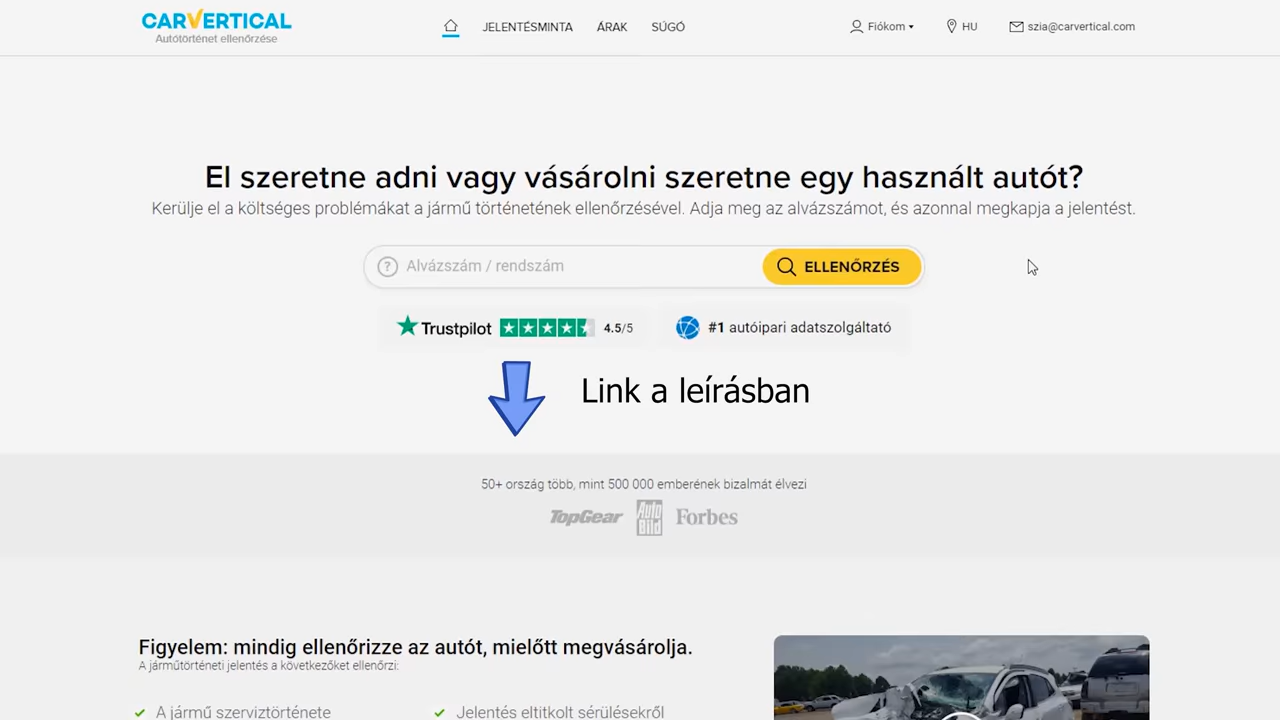 CARVERTICAL
Autótörténet ellenőrzése
JELENTÉSMINTA ÁRAK SÚGÓ Fiókom HU szia@carvertical.com
El szeretne adni vagy vásárolni szeretne egy használt autót?
Kerülje el a költséges problémákat a jármű történetének ellenőrzésével. Adja meg az alvázszámot, és azonnal megkapja a jelentést.
? Alvázszám / rendszám ELLENŐRZÉS
Trustpilot 4.5/5 #1 autóipari adatszolgáltató
Link a leírásban
50+ ország több, mint 500 000 emberének bizalmát élvezi
TopGear Auto Bild Forbes
Figyelem: mindig ellenőrizze az autót, mielőtt megvásárolja.
A járműtörténeti jelentés a következőket ellenőrzi:
A jármű szerviztörténete Jelentés eltitkolt sérülésekről